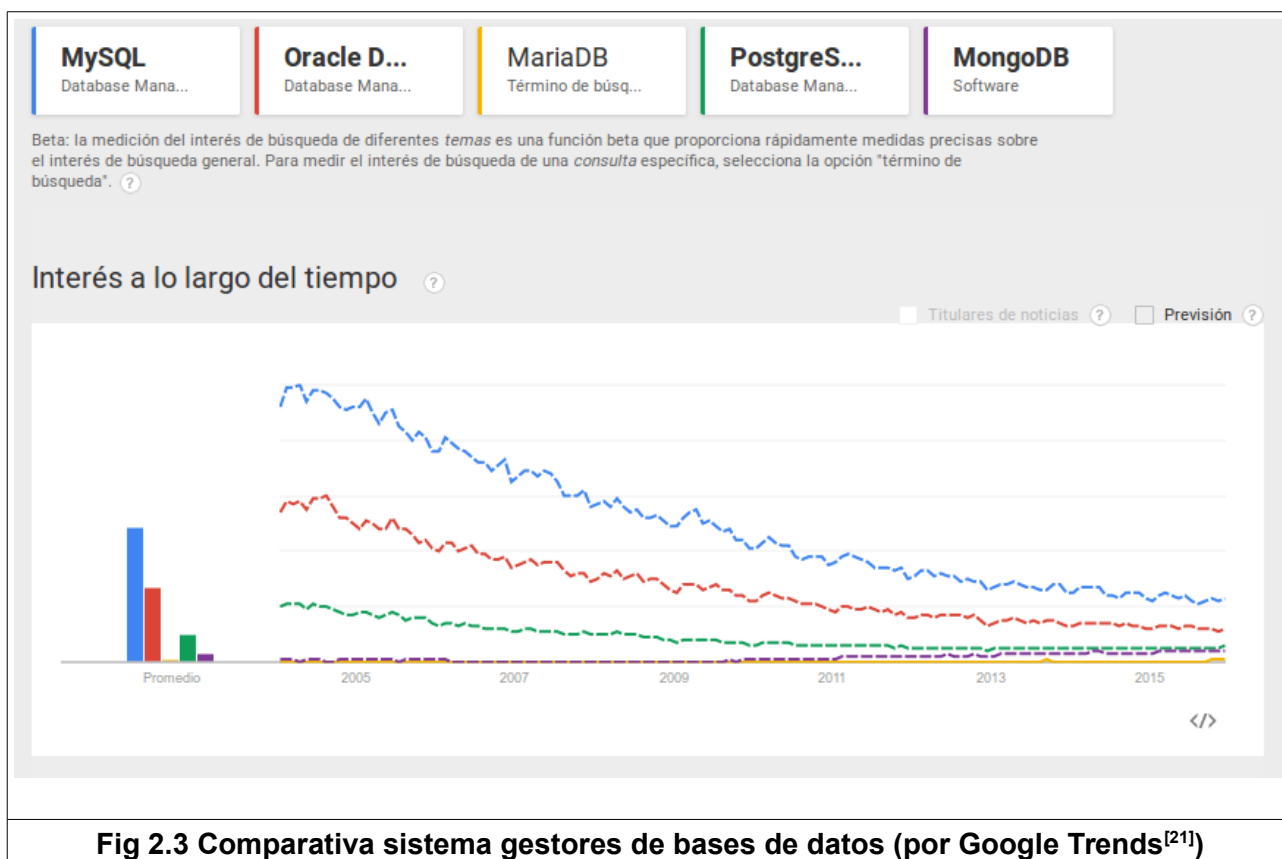 MySQL
Database Mana...
Oracle D...
Database Mana...
MariaDB
Término de búsq...
PostgreS...
Database Mana...
MongoDB
Software
Beta: la medición del interés de búsqueda de diferentes temas es una función beta que proporciona rápidamente medidas precisas sobre
el interés de búsqueda general. Para medir el interés de búsqueda de una consulta específica, selecciona la opción "término de
búsqueda". ?
Interés a lo largo del tiempo ?
Titulares de noticias ? Previsión ?
Promedio 2005 2007 2009 2011 2013 2015
</>
Fig 2.3 Comparativa sistema gestores de bases de datos (por Google Trends[21])